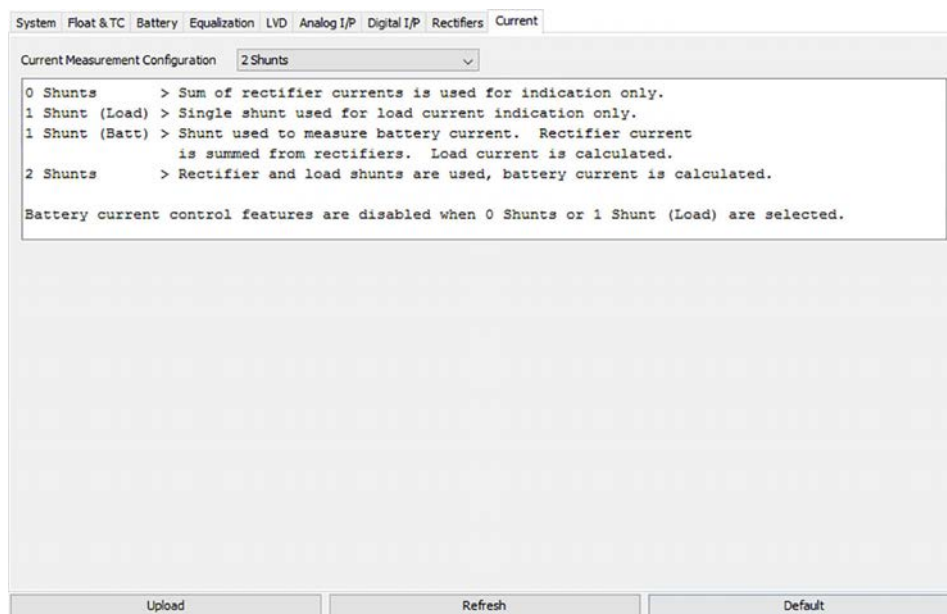 System Float & TC Battery Equalization LVD Analog I/P Digital I/P Rectifiers Current
Current Measurement Configuration 2 Shunts
0 Shunts > Sum of rectifier currents is used for indication only.
1 Shunt (Load) > Single shunt used for load current indication only.
1 Shunt (Batt) > Shunt used to measure battery current. Rectifier current
is summed from rectifiers. Load current is calculated.
2 Shunts > Rectifier and load shunts are used, battery current is calculated.
Battery current control features are disabled when 0 Shunts or 1 Shunt (Load) are selected.
Upload Refresh Default